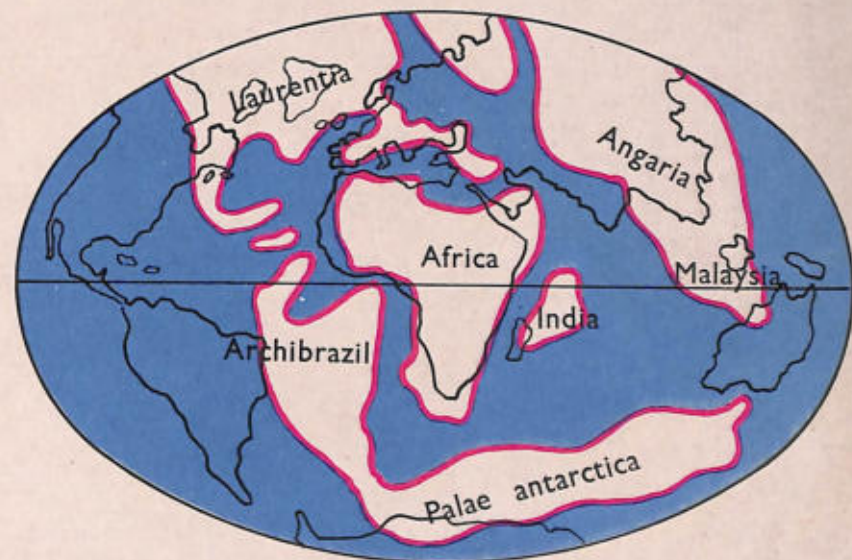 Laurentia
Angaria
Africa
Malaysia
India
Archibrazil
Palae antarctica